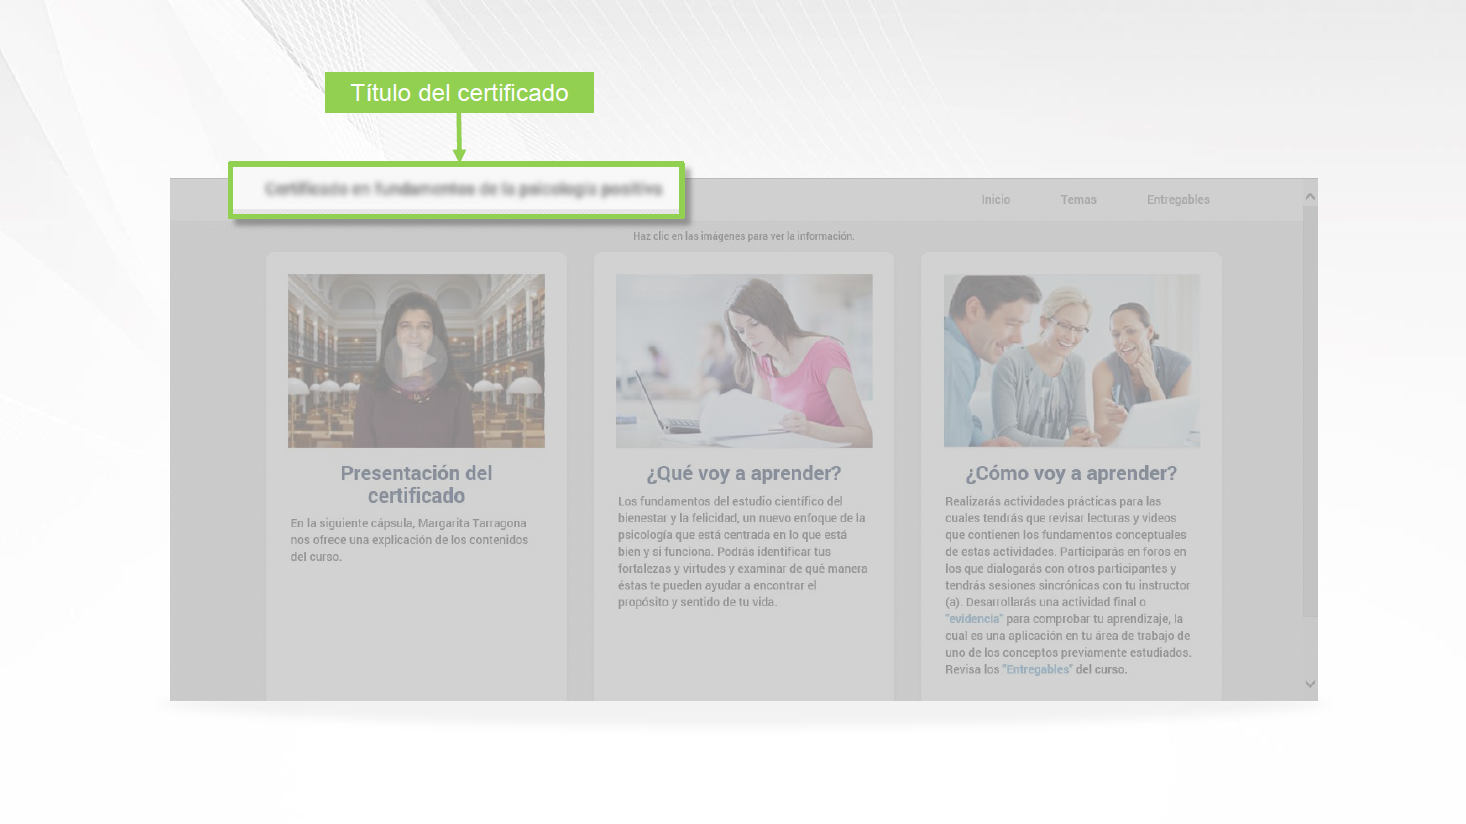 Título del certificado
Certificado en fundamentos de la psicología positiva
Inicio Temas Entregables
Haz clic en las imágenes para ver la información.
Presentación del
certificado
En la siguiente cápsula, Margarita Tarragona
nos ofrece una explicación de los contenidos
del curso.
¿Qué voy a aprender?
Los fundamentos del estudio científico del
bienestar y la felicidad, un nuevo enfoque de la
psicología que está centrada en lo que está
bien y si funciona. Podrás identificar tus
fortalezas y virtudes y examinar de qué manera
éstas te pueden ayudar a encontrar el
propósito y sentido de tu vida.
¿Cómo voy a aprender?
Realizarás actividades prácticas para las
cuales tendrás que revisar lecturas y videos
que contienen los fundamentos conceptuales
de estas actividades. Participarás en foros en
los que dialogarás con otros participantes y
tendrás sesiones sincrónicas con tu instructor
(a). Desarrollarás una actividad final o
"evidencia" para comprobar tu aprendizaje, la
cual es una aplicación en tu área de trabajo de
uno de los conceptos previamente estudiados.
Revisa los "Entregables" del curso.